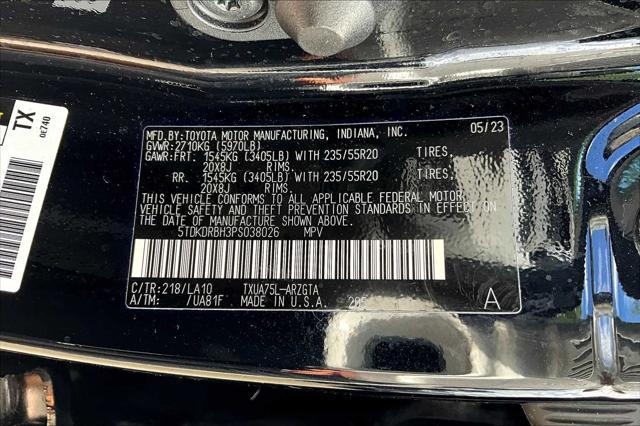 TX
0E740
MFD.BY:TOYOTA MOTOR MANUFACTURING, INDIANA, INC. 05/23
GVWR:2710KG (5970LB)
GAWR:FRT. 1545KG (3405LB) WITH 235/55R20 TIRES,
20X8J RIMS.
RR. 1545KG (3405LB) WITH 235/55R20 TIRES,
20X8J RIMS.
THIS VEHICLE CONFORMS TO ALL APPLICABLE FEDERAL MOTOR
VEHICLE SAFETY AND THEFT PREVENTION STANDARDS IN EFFECT ON
THE DATE OF MANUFACTURE SHOWN ABOVE.
5TDKDRBH3PS038026 MPV
C/TR:218/LA10 TXUA75L-ARZGTA
A/TM: /UA81F MADE IN U.S.A.
A